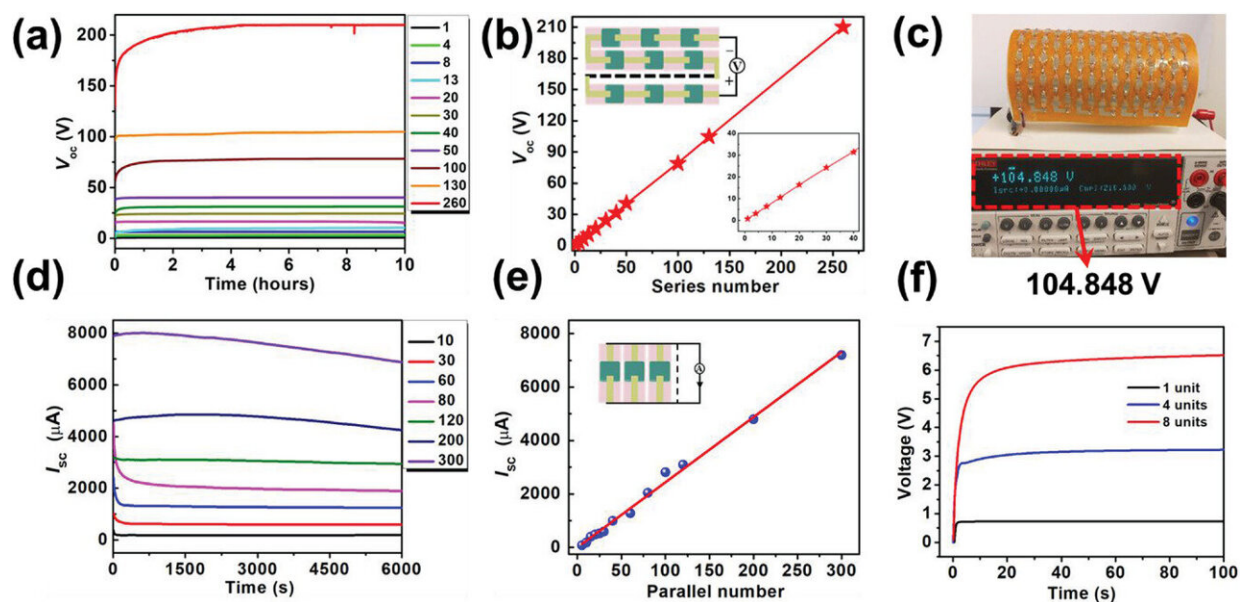 (a)
210
200
150
100
50
0
V_oc (V)
0 2 4 6 8 10
Time (hours)
1
4
8
13
20
30
40
50
100
130
260
(b)
210
180
150
120
90
60
30
0
V_oc (V)
0 50 100 150 200 250
Series number
V
−
+
40
30
20
10
0
0 10 20 30 40
(c)
+104.848 V
104.848 V
(d)
8000
6000
4000
2000
0
I_sc (μA)
0 1500 3000 4500 6000
Time (s)
10
30
60
80
120
200
300
(e)
8000
6000
4000
2000
0
I_sc (μA)
0 50 100 150 200 250 300
Parallel number
A
(f)
7
6
5
4
3
2
1
0
Voltage (V)
0 20 40 60 80 100
Time (s)
1 unit
4 units
8 units